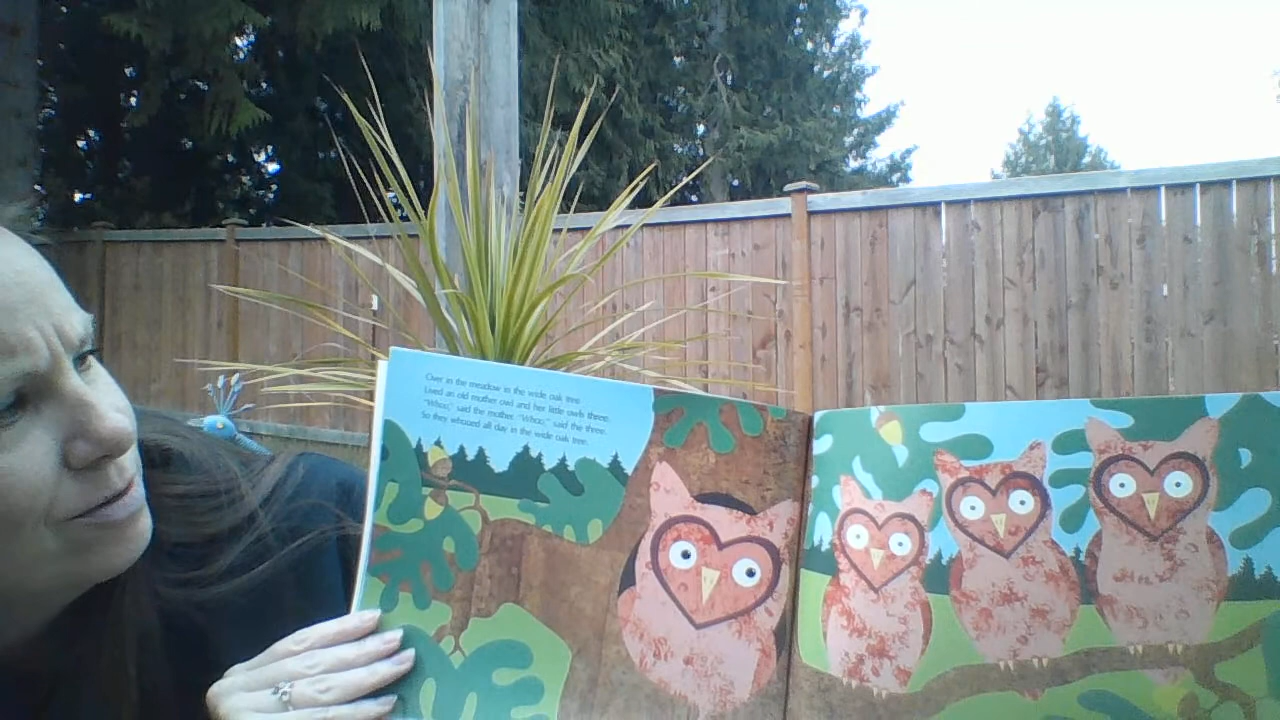 Over in the meadow in the wide oak tree
Lived an old mother owl and her little owls three.
"Whoo," said the mother. "Whoo," said the three.
So they whooed all day in the wide oak tree.